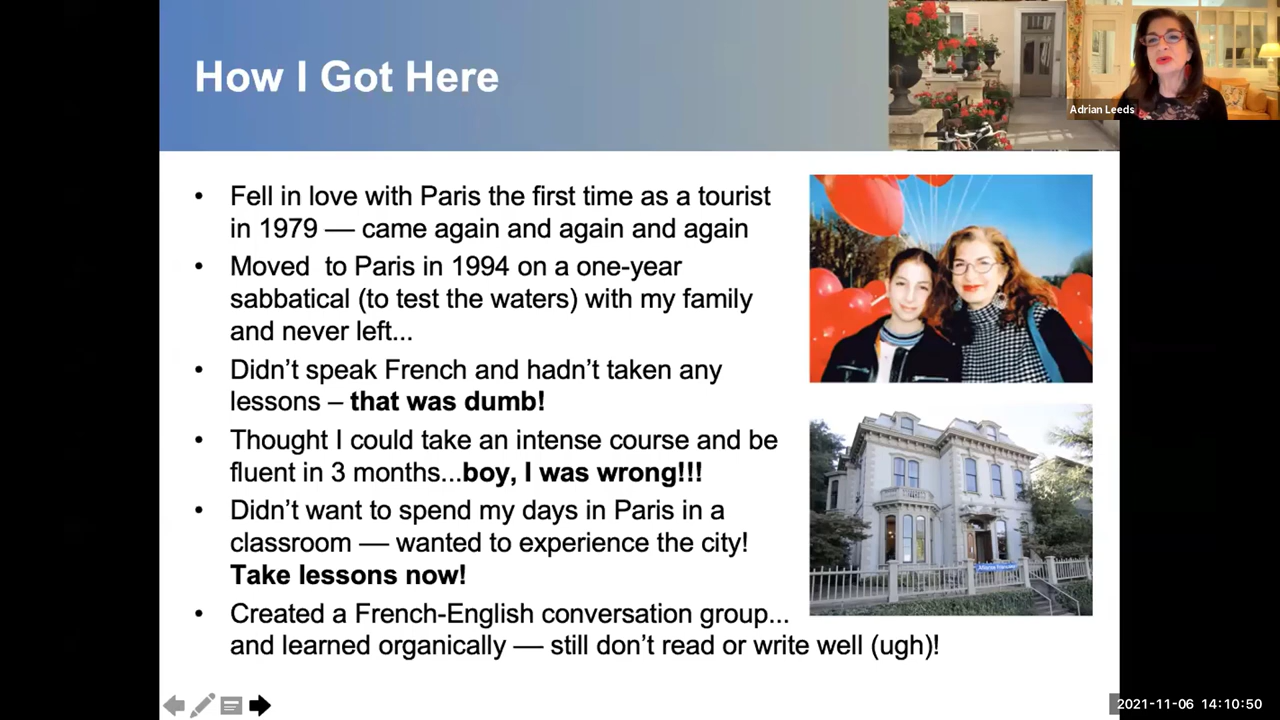 How I Got Here
Adrian Leeds
• Fell in love with Paris the first time as a tourist
in 1979 — came again and again and again
• Moved  to Paris in 1994 on a one-year
sabbatical (to test the waters) with my family
and never left...
• Didn’t speak French and hadn’t taken any
lessons – that was dumb!
• Thought I could take an intense course and be
fluent in 3 months...boy, I was wrong!!!
• Didn’t want to spend my days in Paris in a
classroom — wanted to experience the city!
Take lessons now!
• Created a French-English conversation group...
and learned organically — still don’t read or write well (ugh)!
2021-11-06 14:10:50